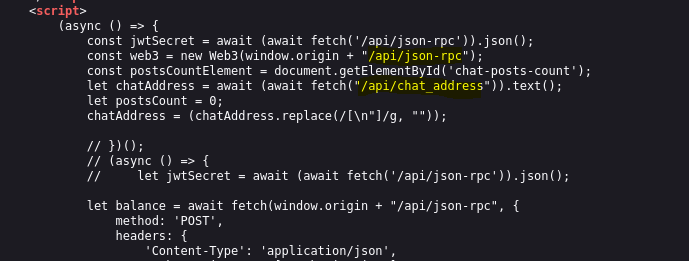 <script>
(async () => {
const jwtSecret = await (await fetch('/api/json-rpc')).json();
const web3 = new Web3(window.origin + "/api/json-rpc");
const postsCountElement = document.getElementById('chat-posts-count');
let chatAddress = await (await fetch("/api/chat_address")).text();
let postsCount = 0;
chatAddress = (chatAddress.replace(/[\n"]/g, ""));
// })();
// (async () => {
//     let jwtSecret = await (await fetch('/api/json-rpc')).json();
let balance = await fetch(window.origin + "/api/json-rpc", {
method: 'POST',
headers: {
'Content-Type': 'application/json',